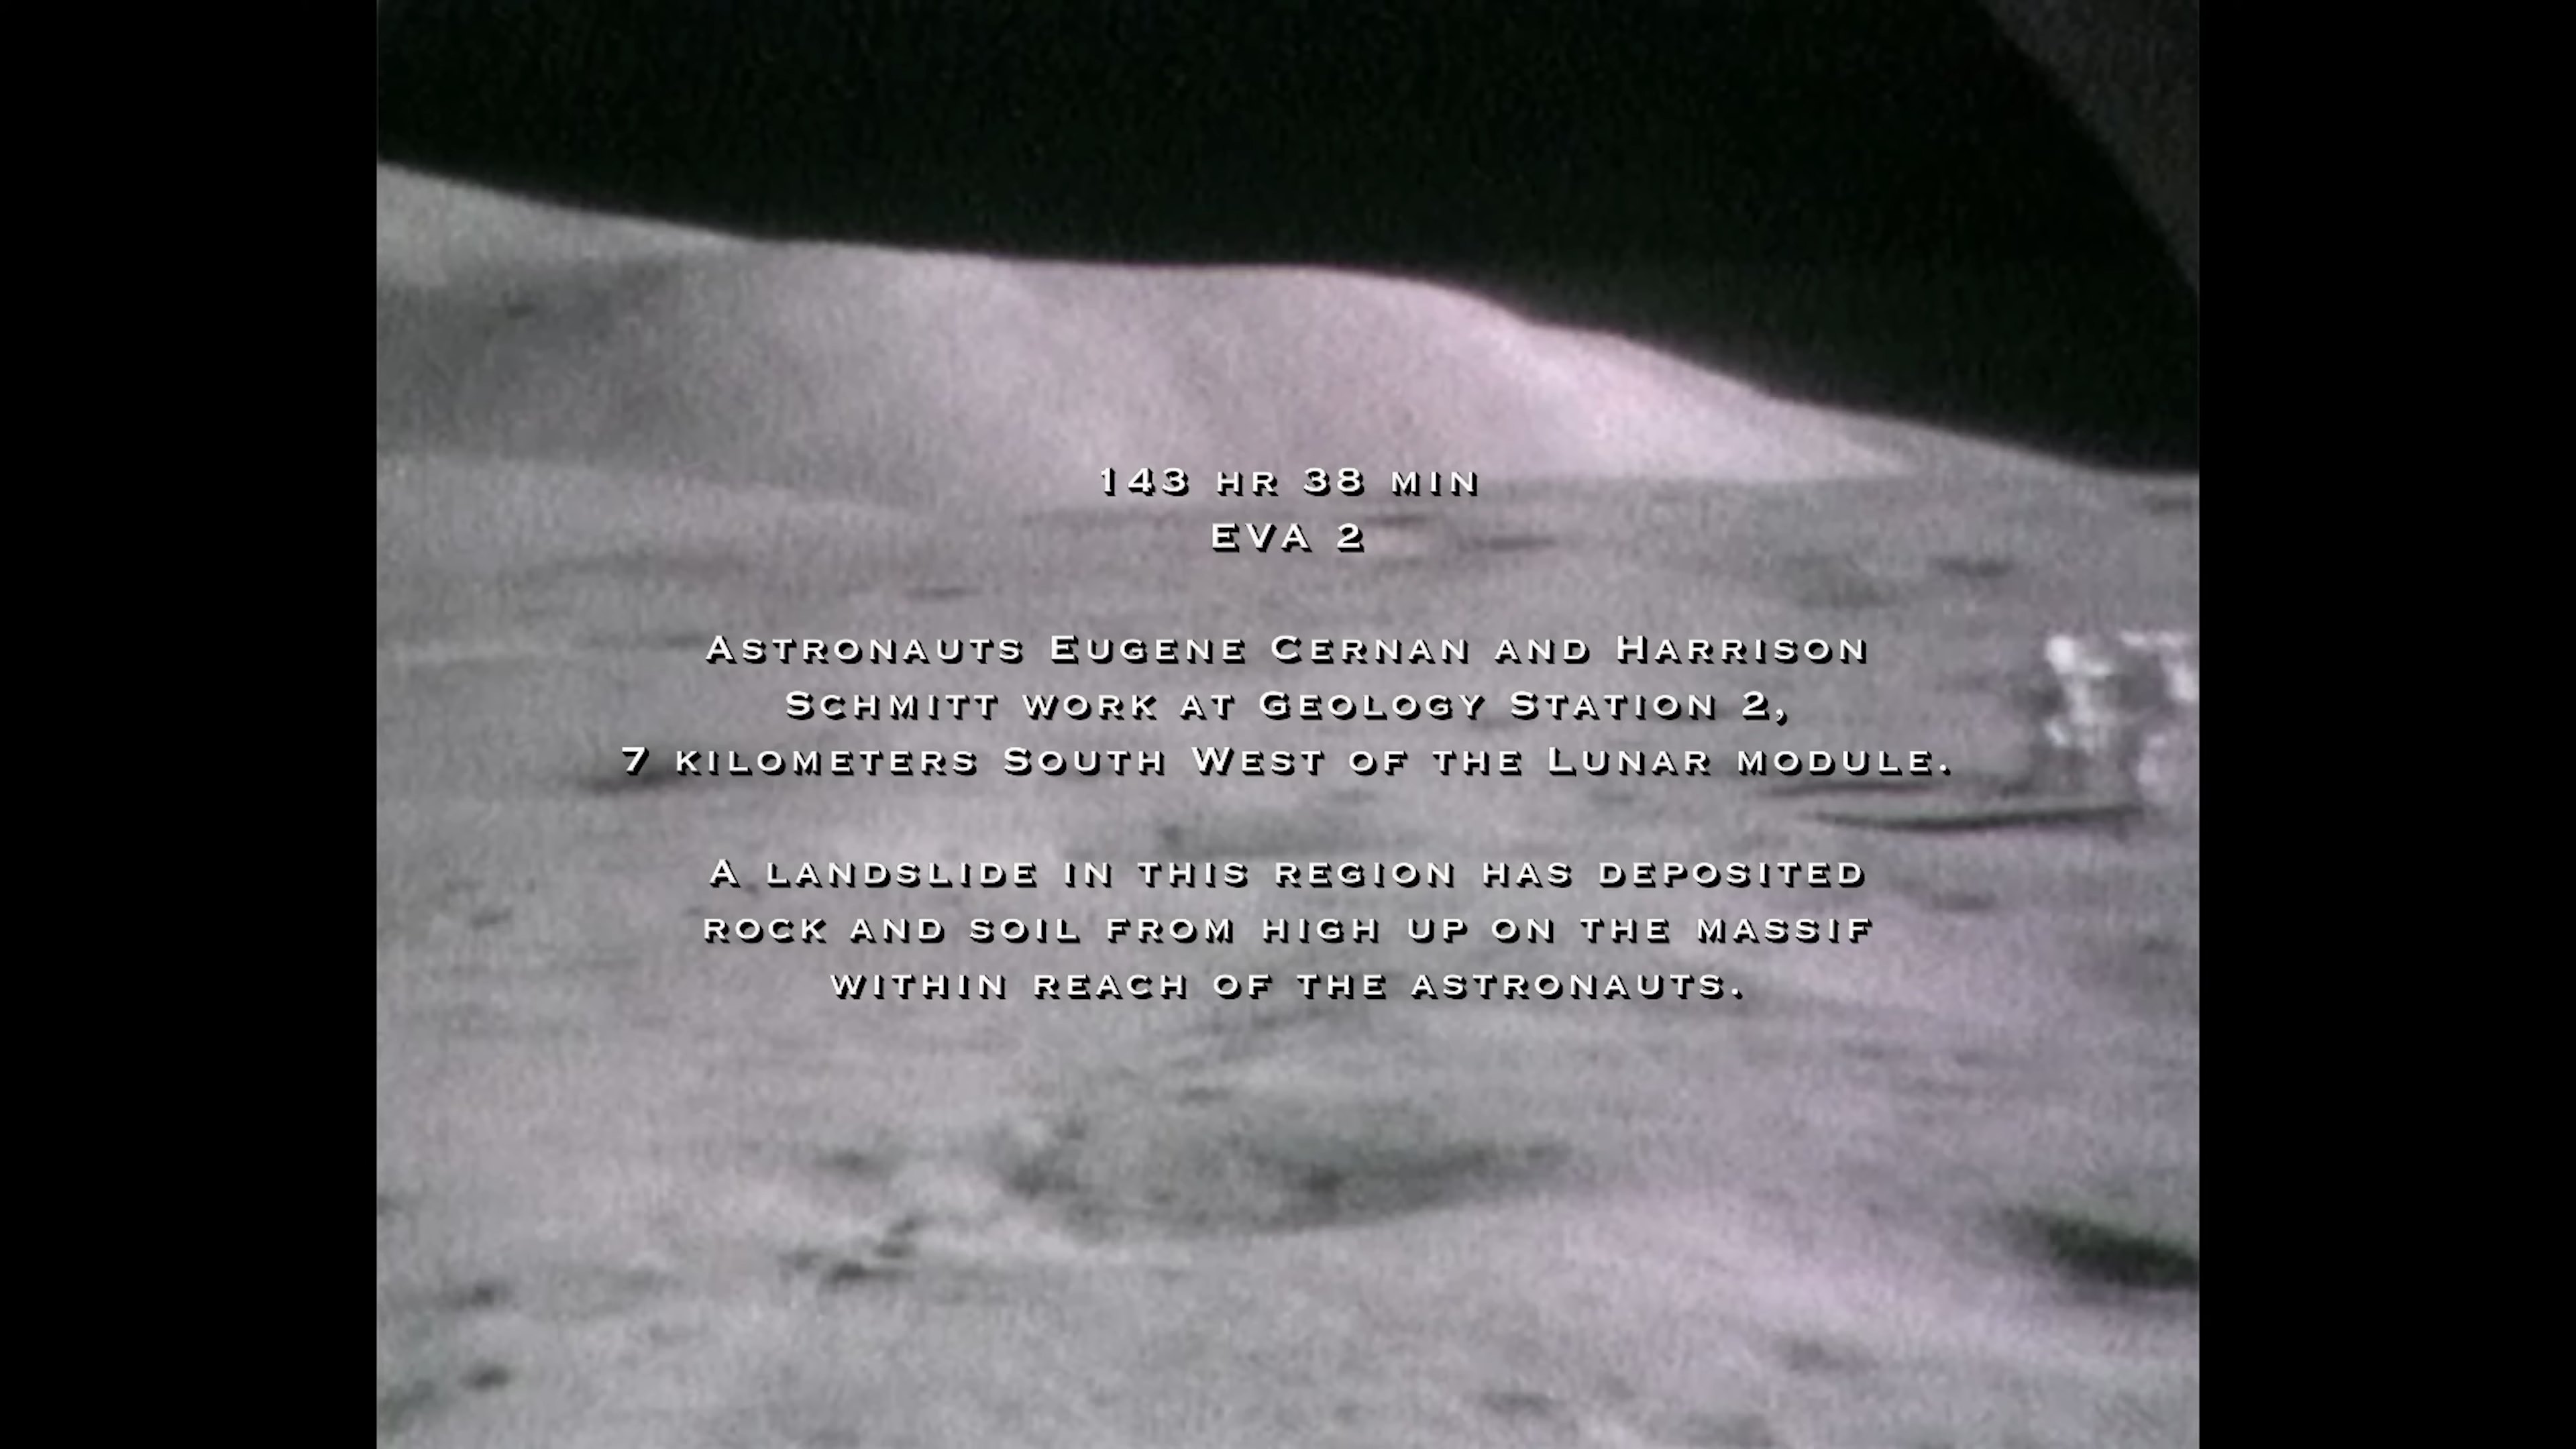 143 HR 38 MIN
EVA 2
Astronauts Eugene Cernan and Harrison
Schmitt work at Geology Station 2,
7 kilometers South West of the Lunar module.
A landslide in this region has deposited
rock and soil from high up on the massif
within reach of the astronauts.